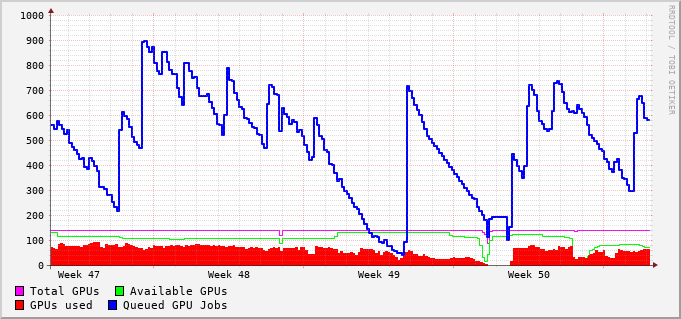 1000
900
800
700
600
500
400
300
200
100
0
Week 47 Week 48 Week 49 Week 50
Total GPUs Available GPUs
GPUs used Queued GPU Jobs
RRDTOOL / TOBI OETIKER